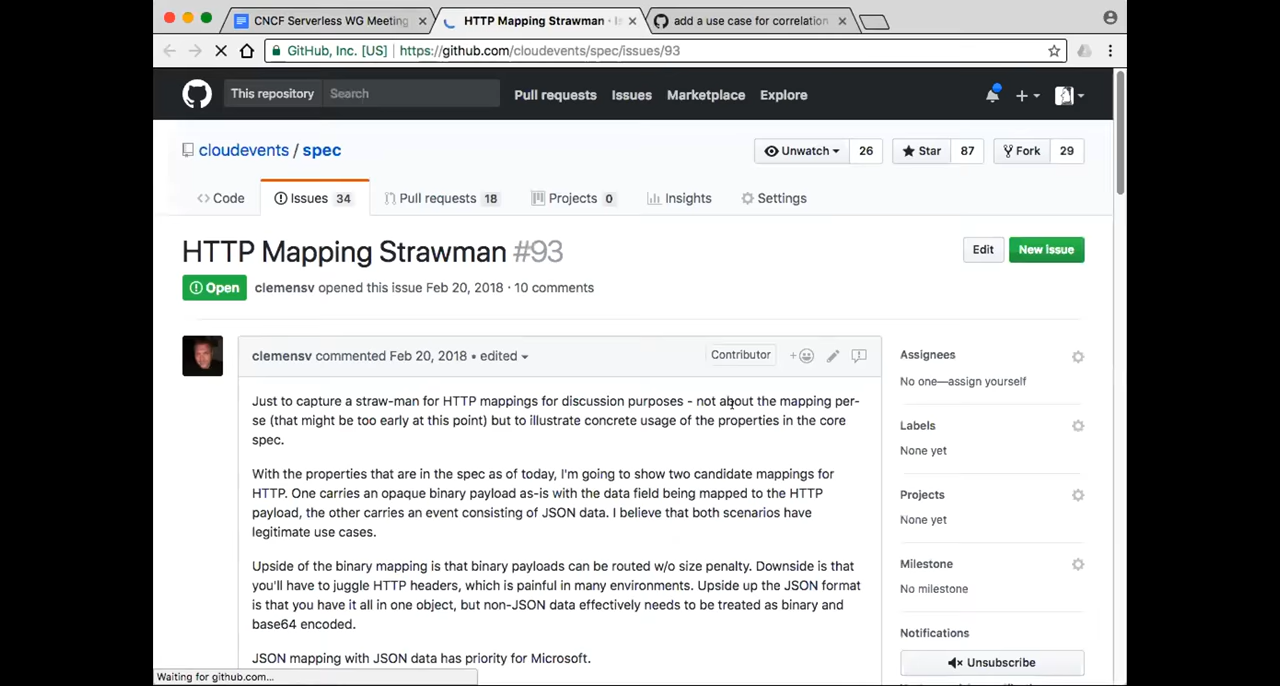 CNCF Serverless WG Meeting
HTTP Mapping Strawman ·
add a use case for correlation
GitHub, Inc. [US] https://github.com/cloudevents/spec/issues/93
This repository Search Pull requests Issues Marketplace Explore
cloudevents / spec
Unwatch 26 Star 87 Fork 29
<> Code Issues 34 Pull requests 18 Projects 0 Insights Settings
HTTP Mapping Strawman #93
Edit New issue
Open clemensv opened this issue Feb 20, 2018 · 10 comments
clemensv commented Feb 20, 2018 • edited Contributor
Just to capture a straw-man for HTTP mappings for discussion purposes - not about the mapping per-
se (that might be too early at this point) but to illustrate concrete usage of the properties in the core
spec.
With the properties that are in the spec as of today, I'm going to show two candidate mappings for
HTTP. One carries an opaque binary payload as-is with the data field being mapped to the HTTP
payload, the other carries an event consisting of JSON data. I believe that both scenarios have
legitimate use cases.
Upside of the binary mapping is that binary payloads can be routed w/o size penalty. Downside is that
you'll have to juggle HTTP headers, which is painful in many environments. Upside up the JSON format
is that you have it all in one object, but non-JSON data effectively needs to be treated as binary and
base64 encoded.
JSON mapping with JSON data has priority for Microsoft.
Assignees
No one—assign yourself
Labels
None yet
Projects
None yet
Milestone
No milestone
Notifications
Unsubscribe
Waiting for github.com...